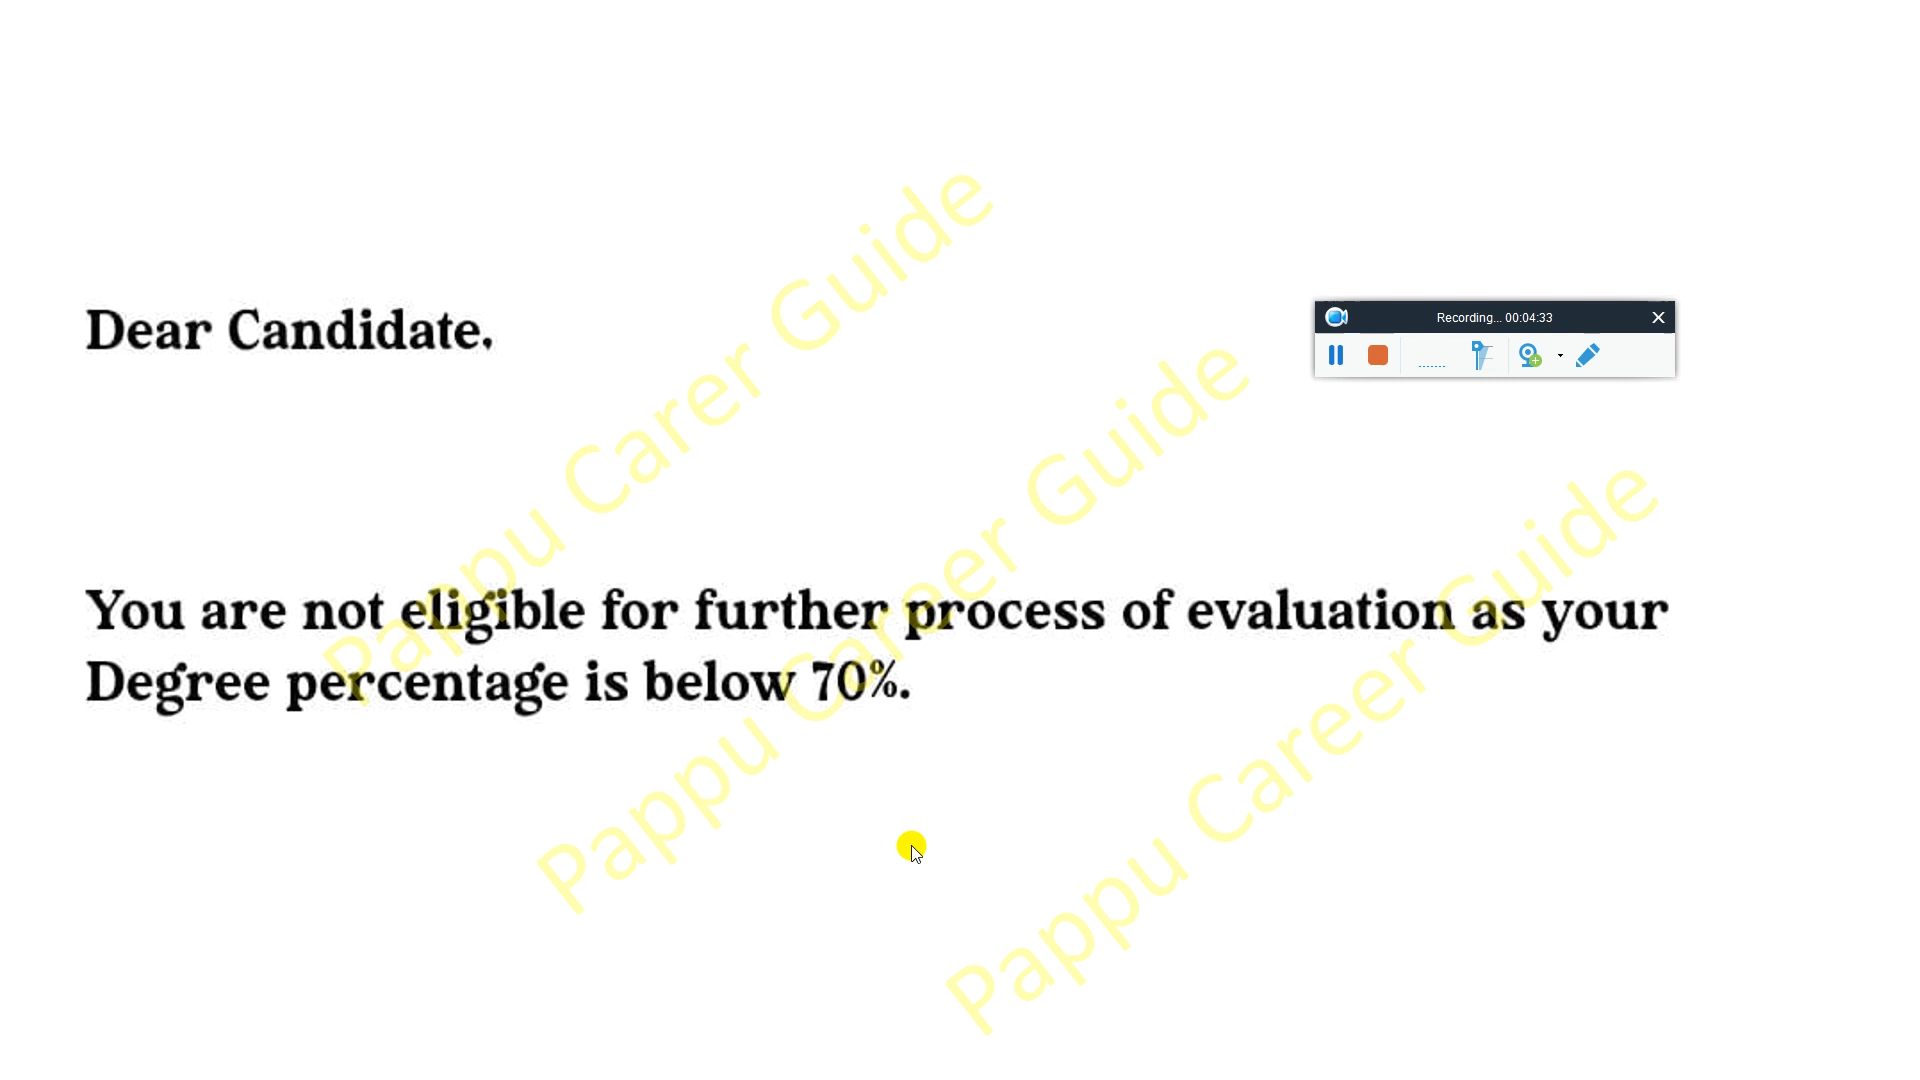 Dear Candidate,
Recording... 00:04:33
You are not eligible for further process of evaluation as your
Degree percentage is below 70%.
Pappu Carer Guide
Pappu Career Guide
Pappu Career Guide